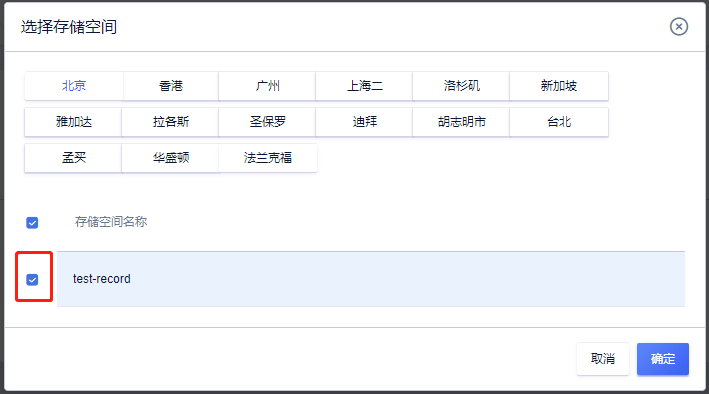 选择存储空间
北京 香港 广州 上海二 洛杉矶 新加坡
雅加达 拉各斯 圣保罗 迪拜 胡志明市 台北
孟买 华盛顿 法兰克福
存储空间名称
test-record
取消 确定